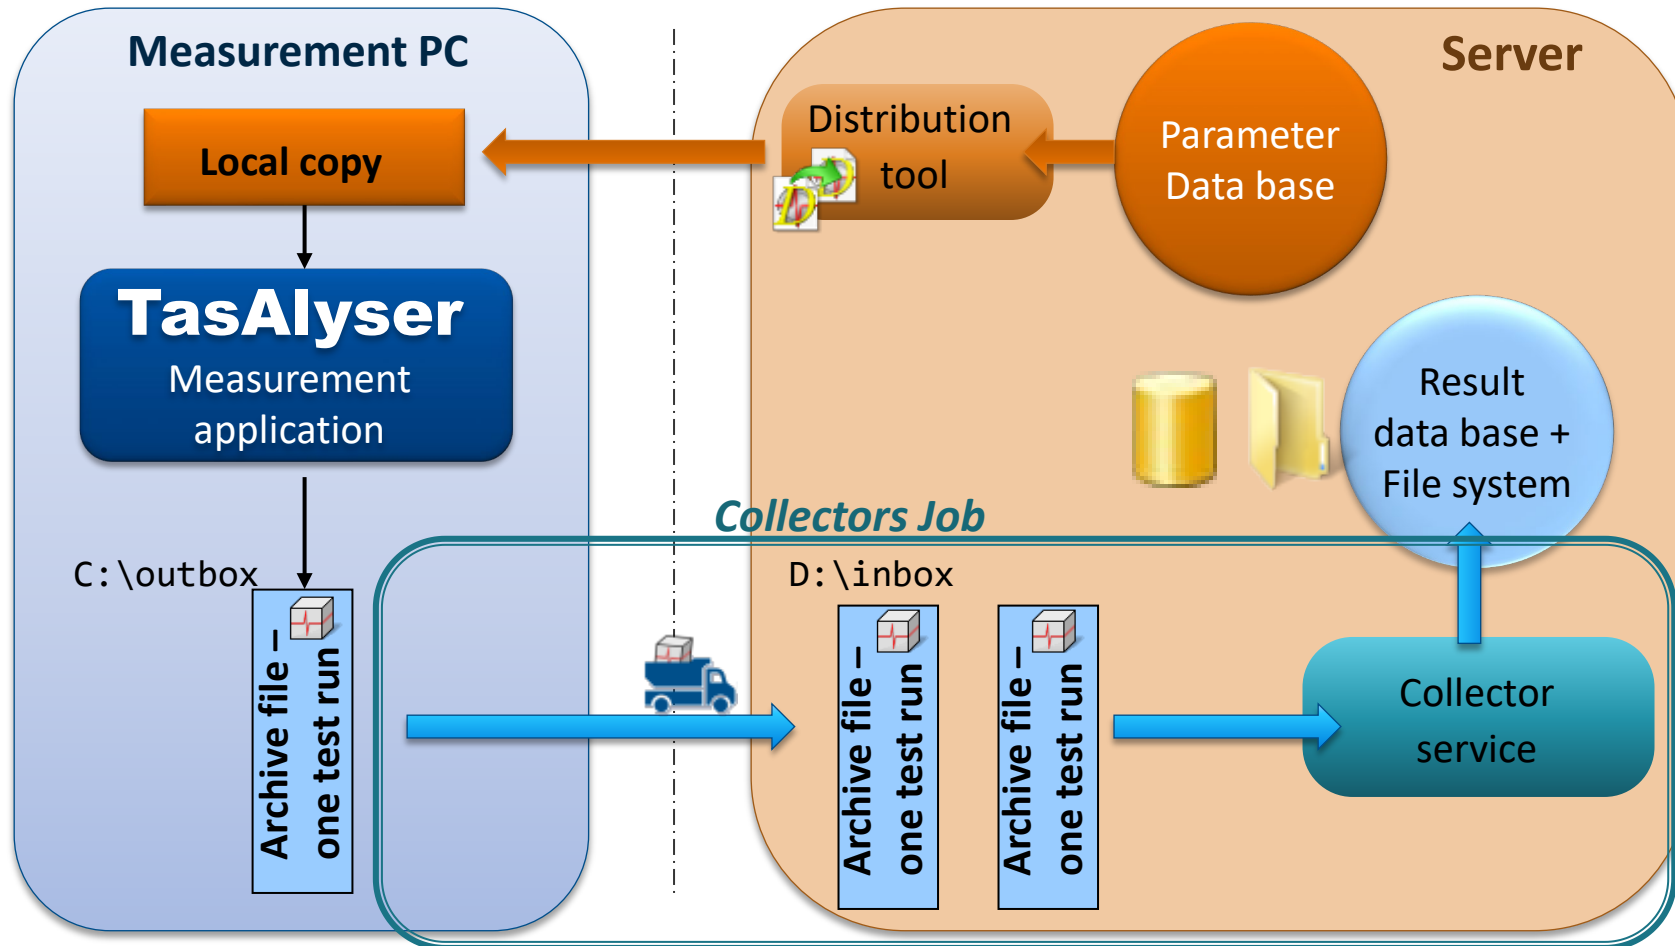 Measurement PC
Server
Local copy
Distribution
tool
Parameter
Data base
TasAlyser
Measurement
application
Result
data base +
File system
Collectors Job
C:\outbox
D:\inbox
Archive file –
one test run
Archive file –
one test run
Archive file –
one test run
Collector
service